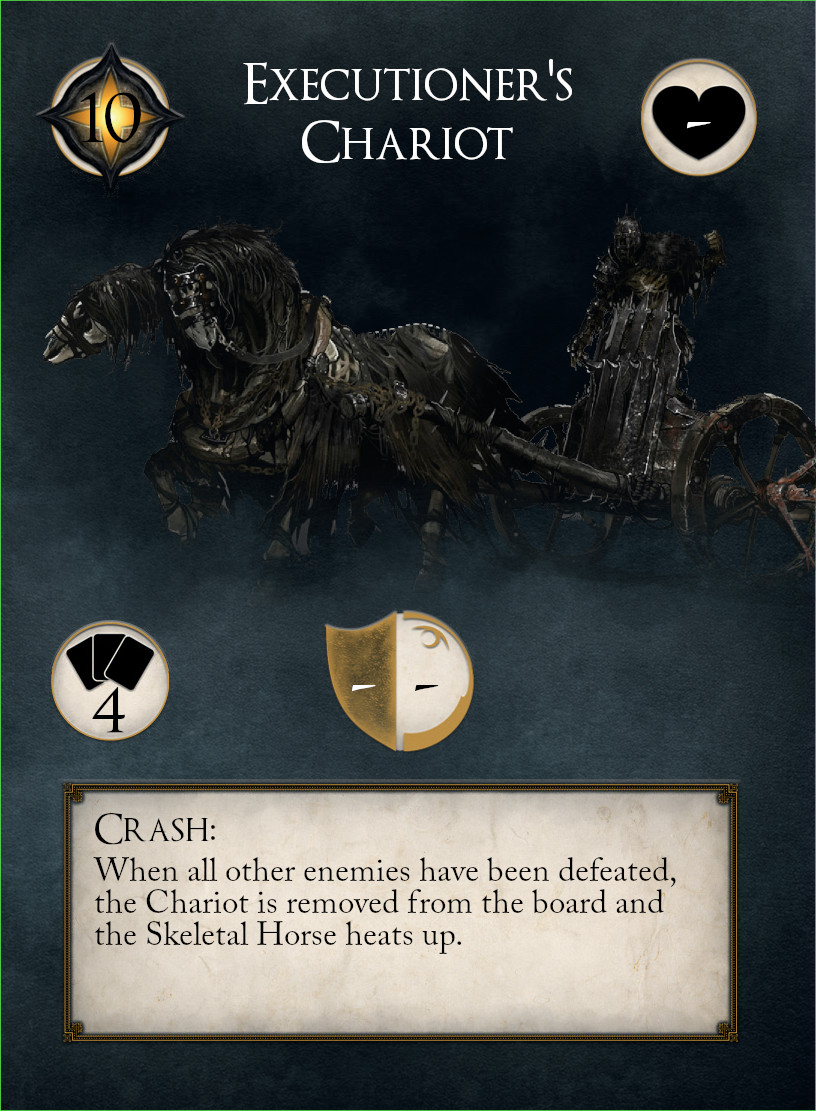 10
Executioner's
Chariot
-
4
- -
Crash:
When all other enemies have been defeated,
the Chariot is removed from the board and
the Skeletal Horse heats up.